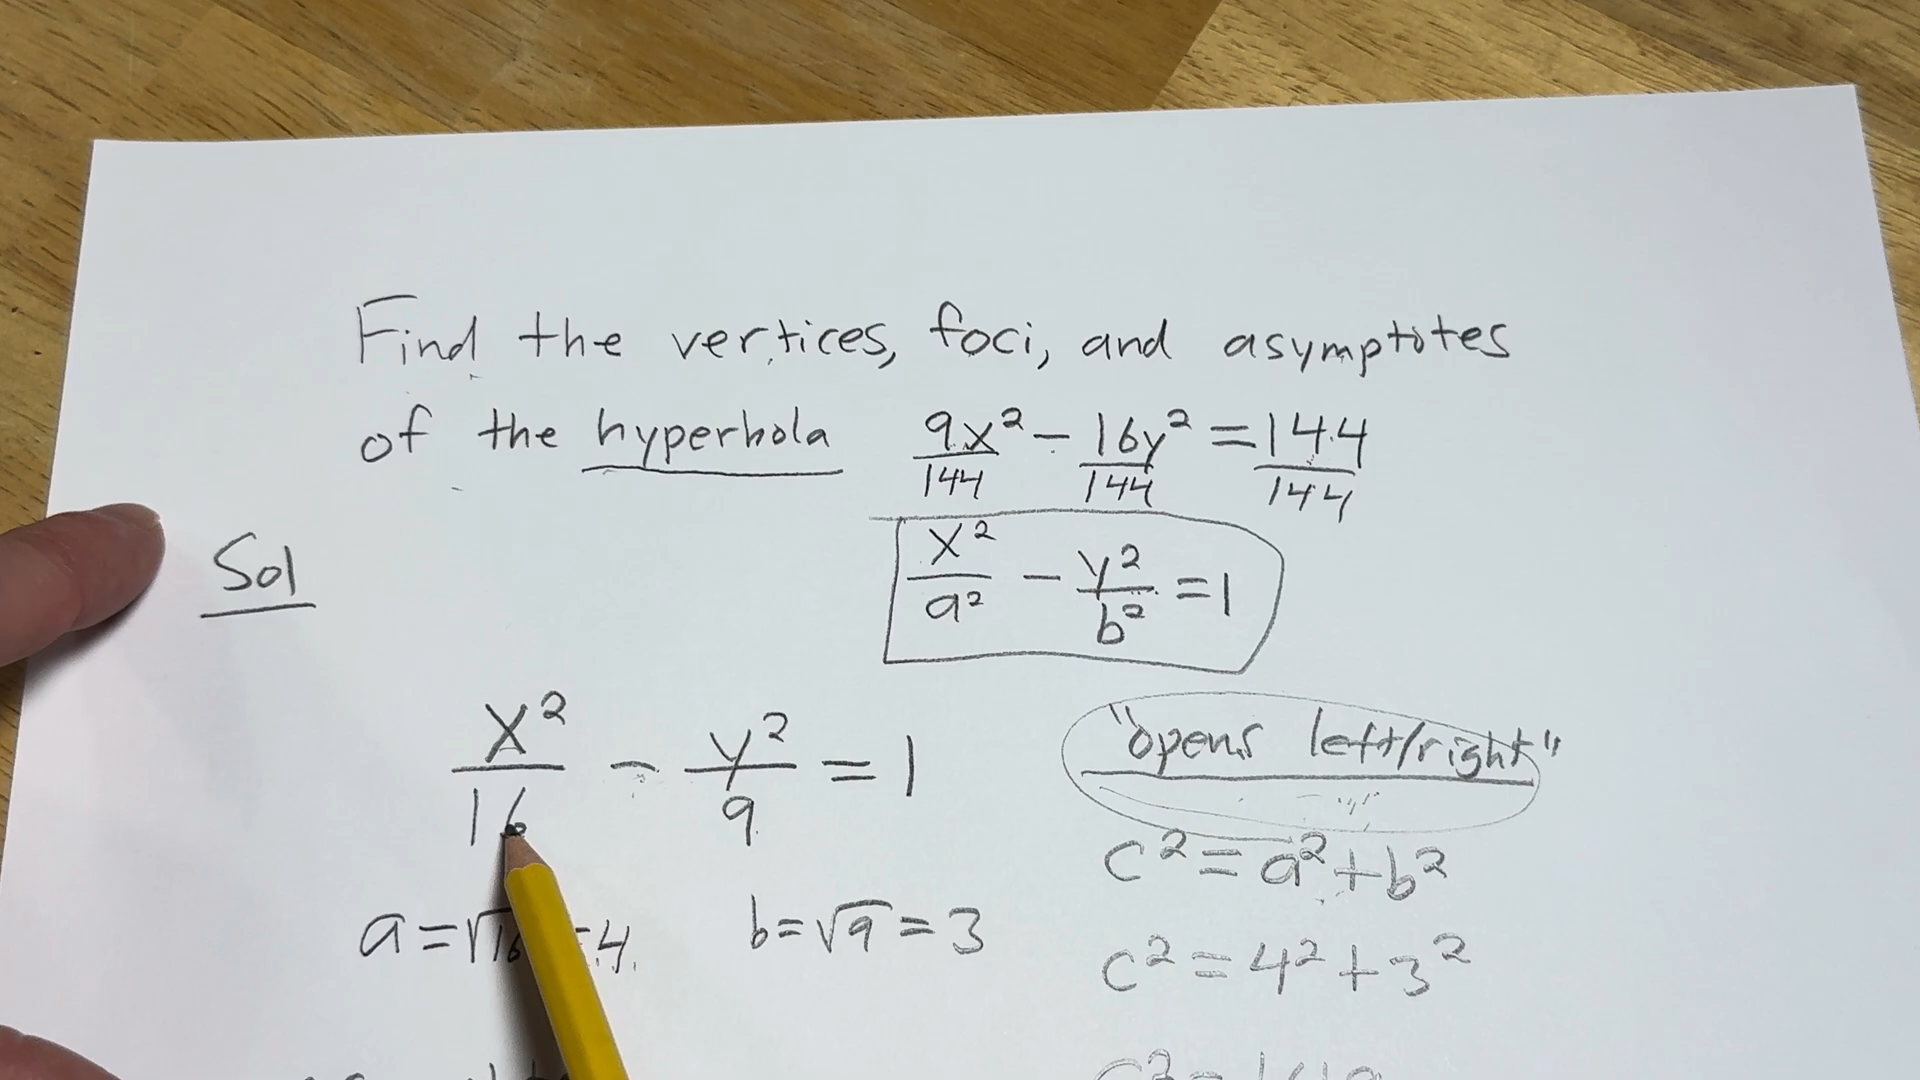 Find the vertices, foci, and asymptotes
of the hyperbola 9x²/144 - 16y²/144 = 144/144
x²/a² - y²/b² = 1
Sol
x²/16 - y²/9 = 1
"opens left/right"
c² = a² + b²
a = √16 = 4 b = √9 = 3
c² = 4² + 3²